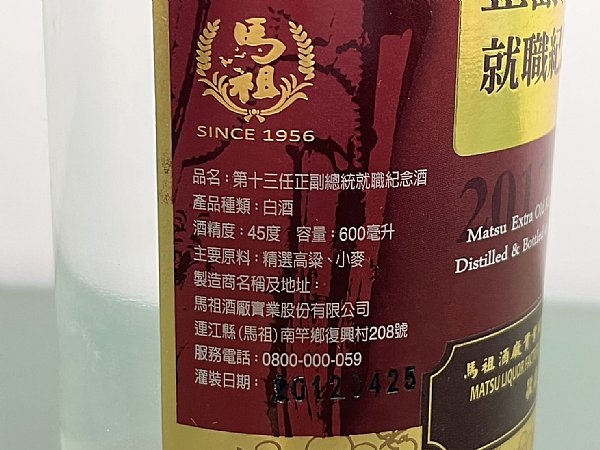 馬祖
SINCE 1956
就職紀
品名：第十三任正副總統就職紀念酒
產品種類：白酒
酒精度：45度 容量：600毫升
主要原料：精選高粱、小麥
製造商名稱及地址：
馬祖酒廠實業股份有限公司
連江縣(馬祖)南竿鄉復興村208號
服務電話：0800-000-059
灌裝日期：20120425
201
Matsu Extra Old
Distilled & Bottled
馬祖酒廠實業
MATSU LIQUOR FACTO